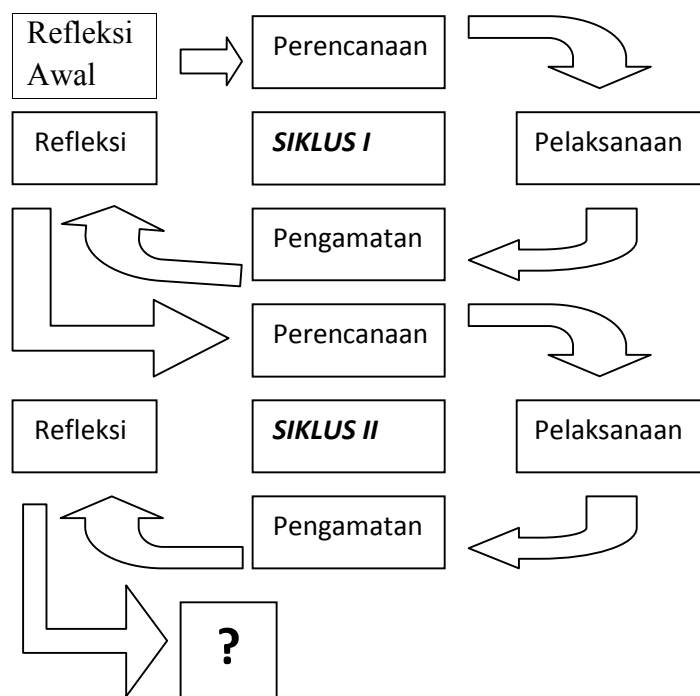 Refleksi
Awal
Perencanaan
Refleksi
SIKLUS I
Pelaksanaan
Pengamatan
Perencanaan
Refleksi
SIKLUS II
Pelaksanaan
Pengamatan
?